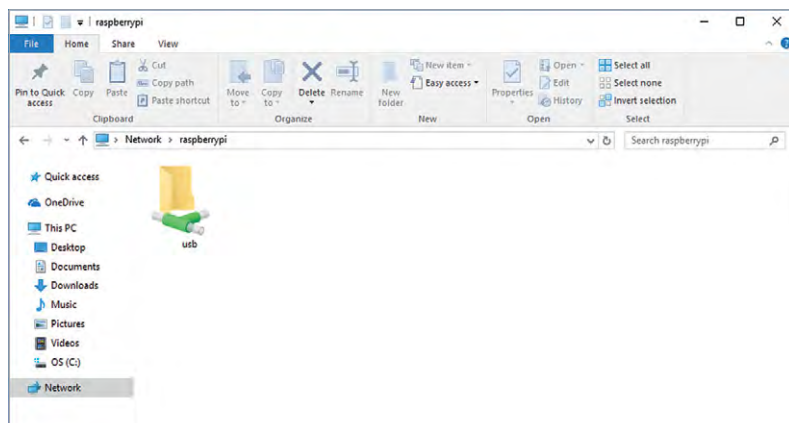 raspberrypi
File Home Share View
Pin to Quick access
Copy
Paste
Cut
Copy path
Paste shortcut
Clipboard
Move to
Copy to
Delete
Rename
Organize
New folder
New item
Easy access
New
Properties
Open
Edit
History
Open
Select all
Select none
Invert selection
Select
Network > raspberrypi
Search raspberrypi
Quick access
OneDrive
This PC
Desktop
Documents
Downloads
Music
Pictures
Videos
OS (C:)
Network
usb